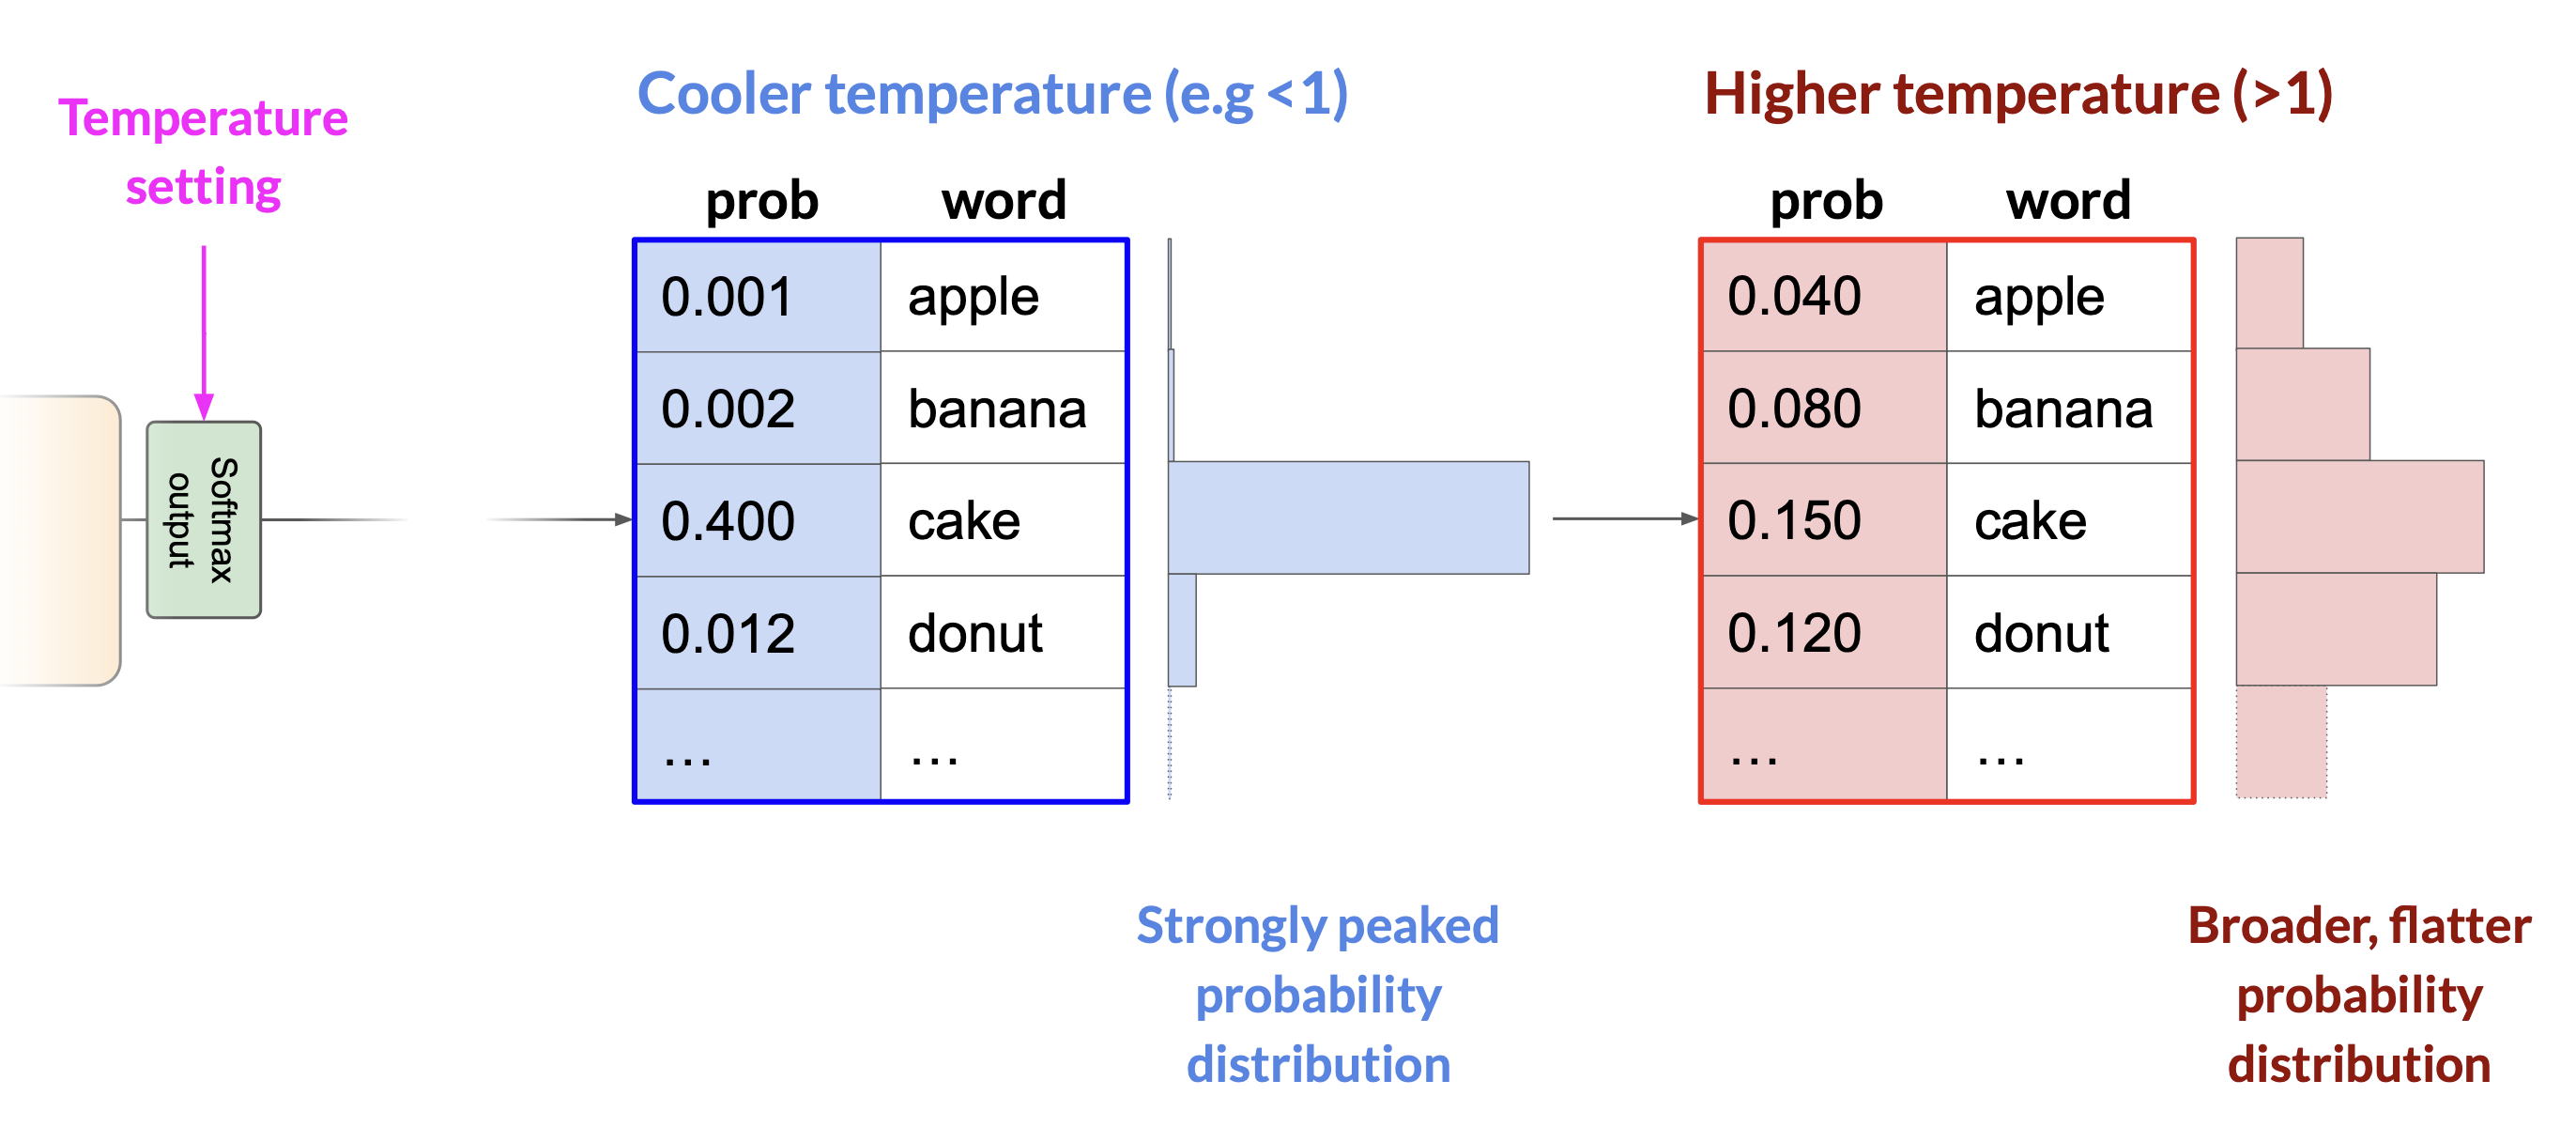 Temperature
setting
Softmax
output
Cooler temperature (e.g <1)
prob word
0.001 apple
0.002 banana
0.400 cake
0.012 donut
... ...
Strongly peaked
probability
distribution
Higher temperature (>1)
prob word
0.040 apple
0.080 banana
0.150 cake
0.120 donut
... ...
Broader, flatter
probability
distribution